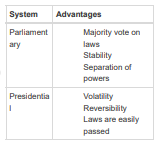 System Advantages
Parliament
ary
Majority vote on
laws
Stability
Separation of
powers
Presidentia
l
Volatility
Reversibility
Laws are easily
passed